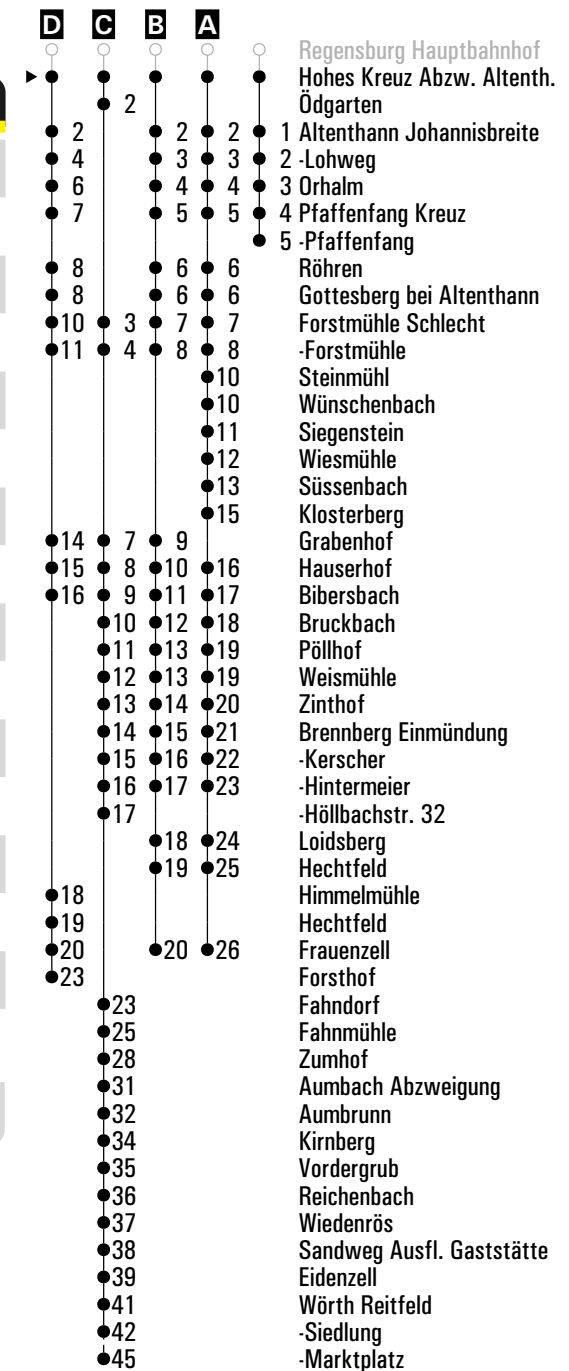 D C B A
Regensburg Hauptbahnhof
Hohes Kreuz Abzw. Altenth.
2 Ödgarten
2 2 2 1 Altenthann Johannisbreite
4 3 3 2 -Lohweg
6 4 4 3 Orhalm
7 5 5 4 Pfaffenfang Kreuz
5 -Pfaffenfang
8 6 6 Röhren
8 6 6 Gottesberg bei Altenthann
10 3 7 7 Forstmühle Schlecht
11 4 8 8 -Forstmühle
10 Steinmühl
10 Wünschenbach
11 Siegenstein
12 Wiesmühle
13 Süssenbach
15 Klosterberg
14 7 9 Grabenhof
15 8 10 16 Hauserhof
16 9 11 17 Bibersbach
10 12 18 Bruckbach
11 13 19 Pöllhof
12 13 19 Weismühle
13 14 20 Zinthof
14 15 21 Brennberg Einmündung
15 16 22 -Kerscher
16 17 23 -Hintermeier
17 -Höllbachstr. 32
18 24 Loidsberg
19 25 Hechtfeld
18 Himmelmühle
19 Hechtfeld
20 20 26 Frauenzell
23 Forsthof
23 Fahndorf
25 Fahnmühle
28 Zumhof
31 Aumbach Abzweigung
32 Aumbrunn
34 Kirnberg
35 Vordergrub
36 Reichenbach
37 Wiedenrös
38 Sandweg Ausfl. Gaststätte
39 Eidenzell
41 Wörth Reitfeld
42 -Siedlung
45 -Marktplatz